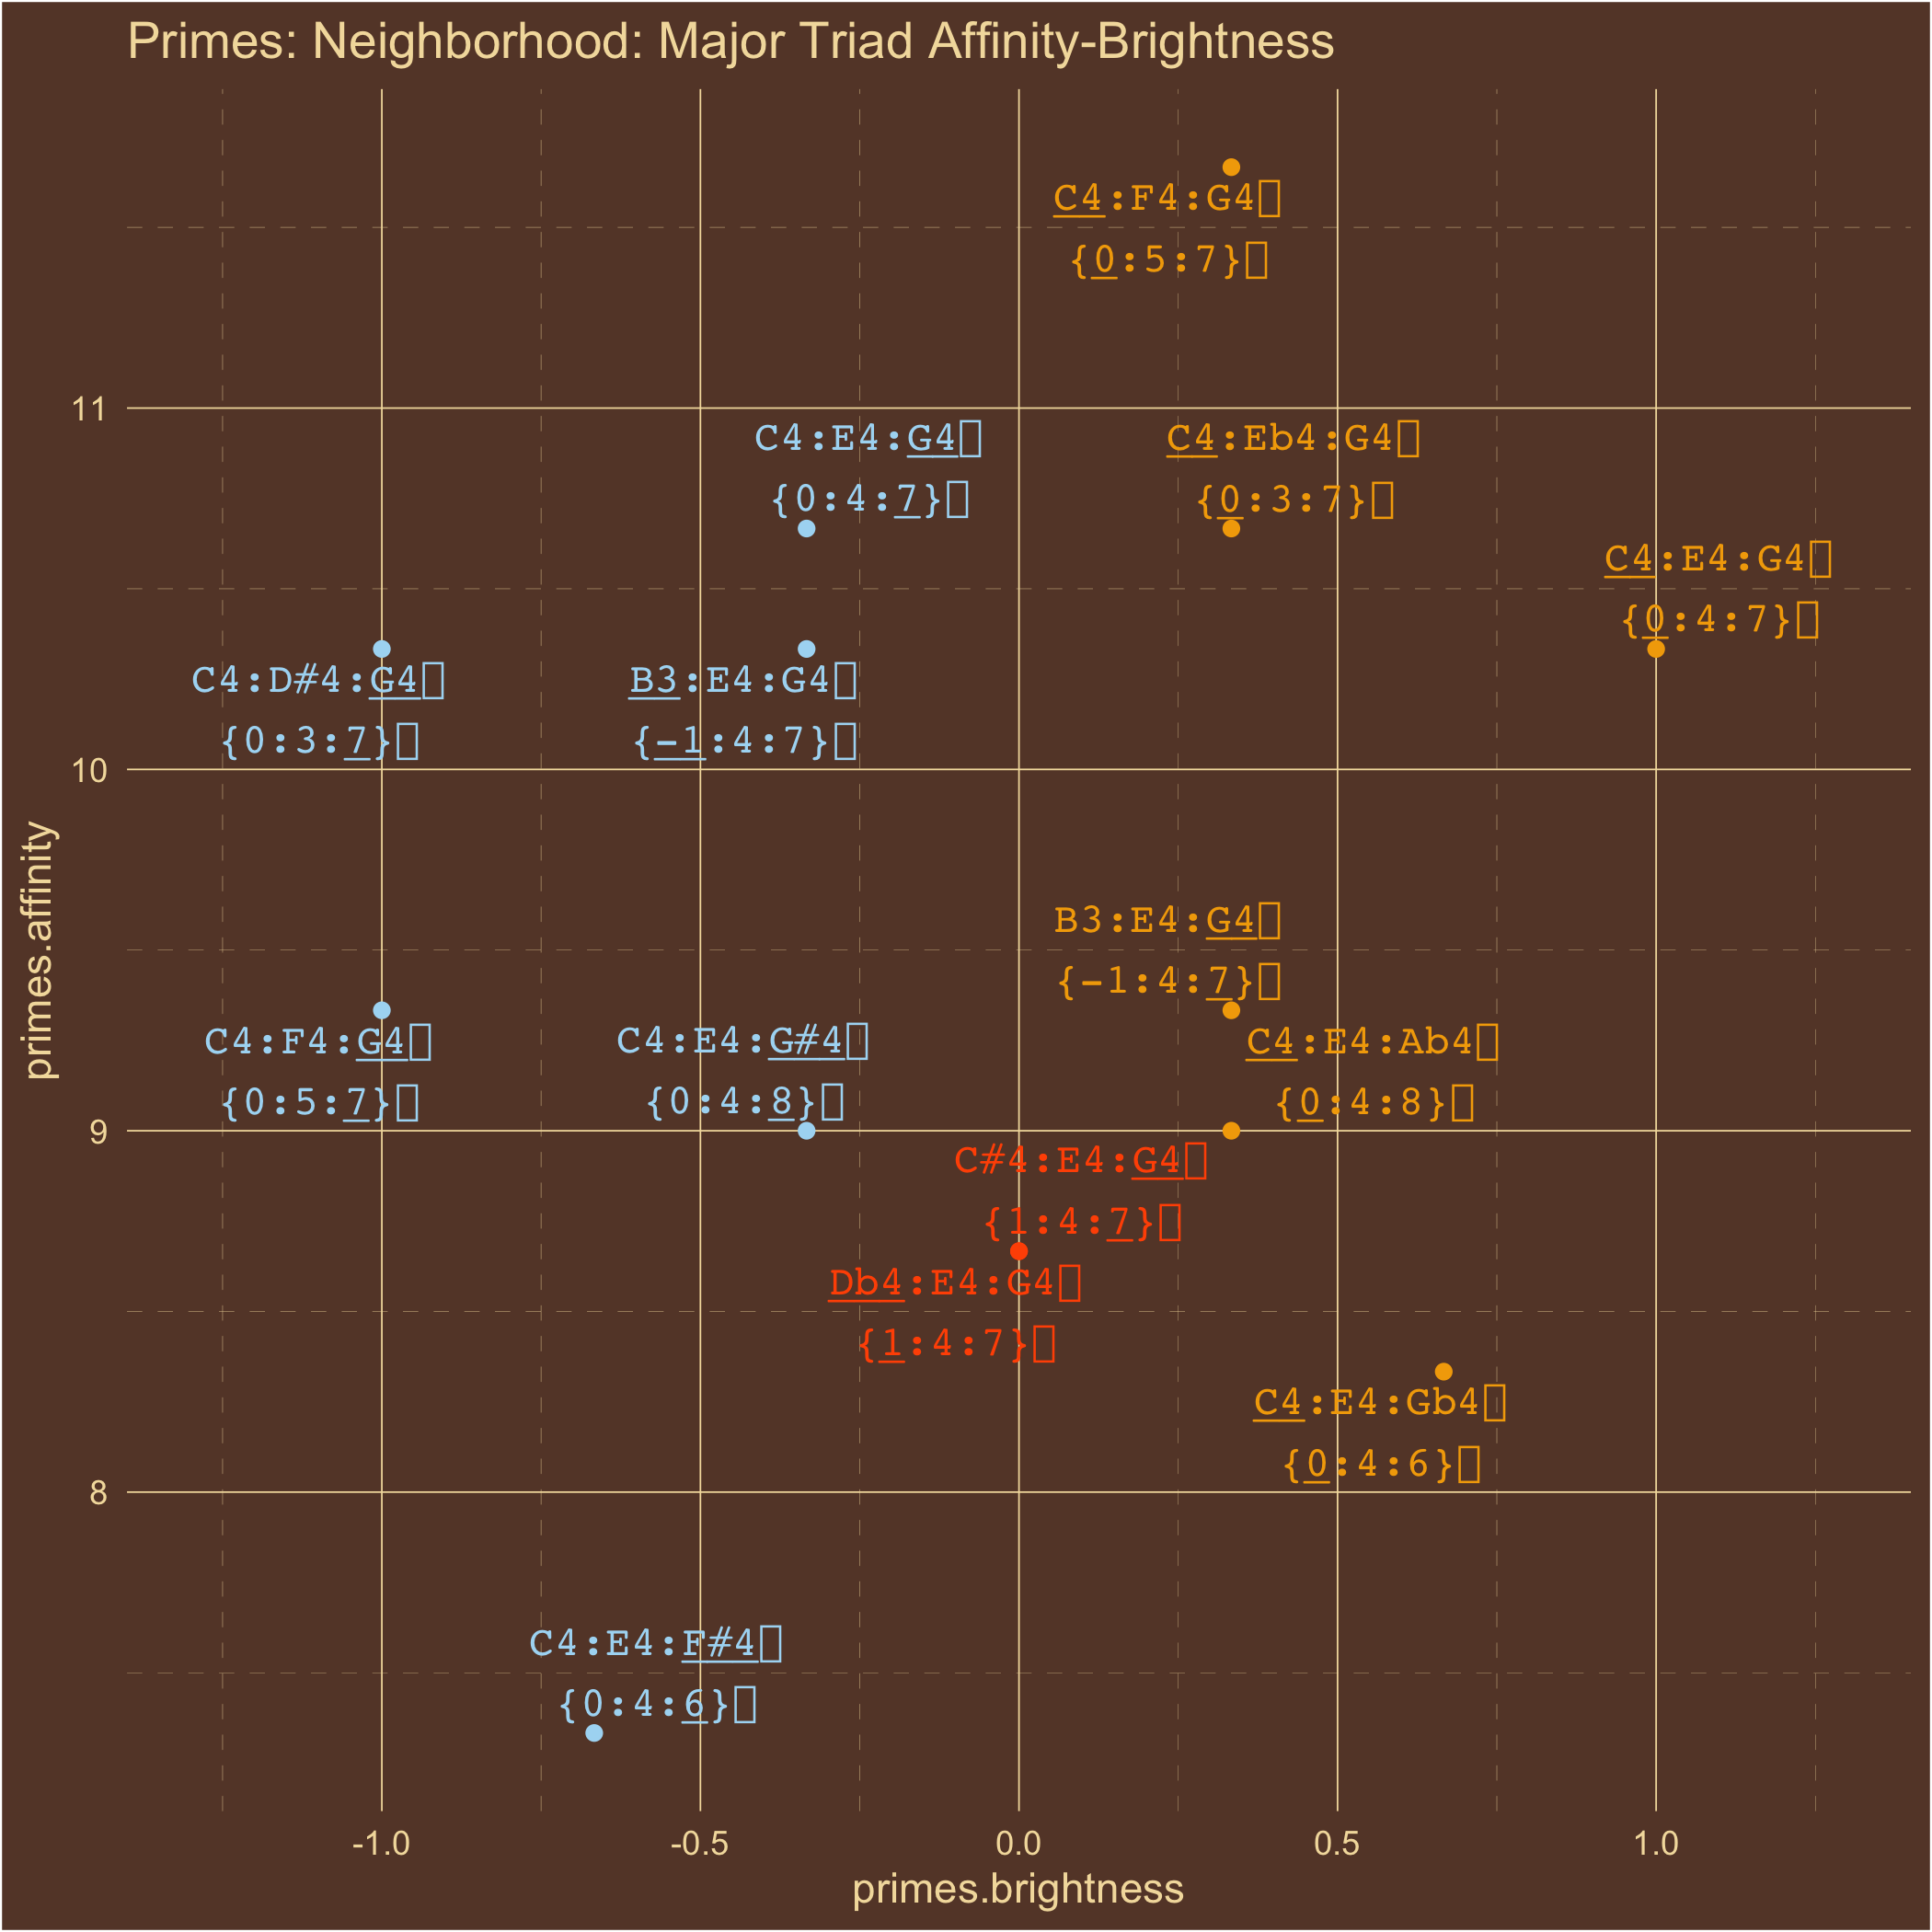 Primes: Neighborhood: Major Triad Affinity-Brightness
C4:F4:G4
{0:5:7}
11
C4:E4:G4
{0:4:7}
C4:Eb4:G4
{0:3:7}
C4:E4:G4
{0:4:7}
C4:D#4:G4
{0:3:7}
B3:E4:G4
{-1:4:7}
10
primes.affinity
B3:E4:G4
{-1:4:7}
C4:F4:G4
{0:5:7}
C4:E4:G#4
{0:4:8}
C4:E4:Ab4
{0:4:8}
9
C#4:E4:G4
{1:4:7}
Db4:E4:G4
{1:4:7}
C4:E4:Gb4
{0:4:6}
8
C4:E4:F#4
{0:4:6}
-1.0 -0.5 0.0 0.5 1.0
primes.brightness